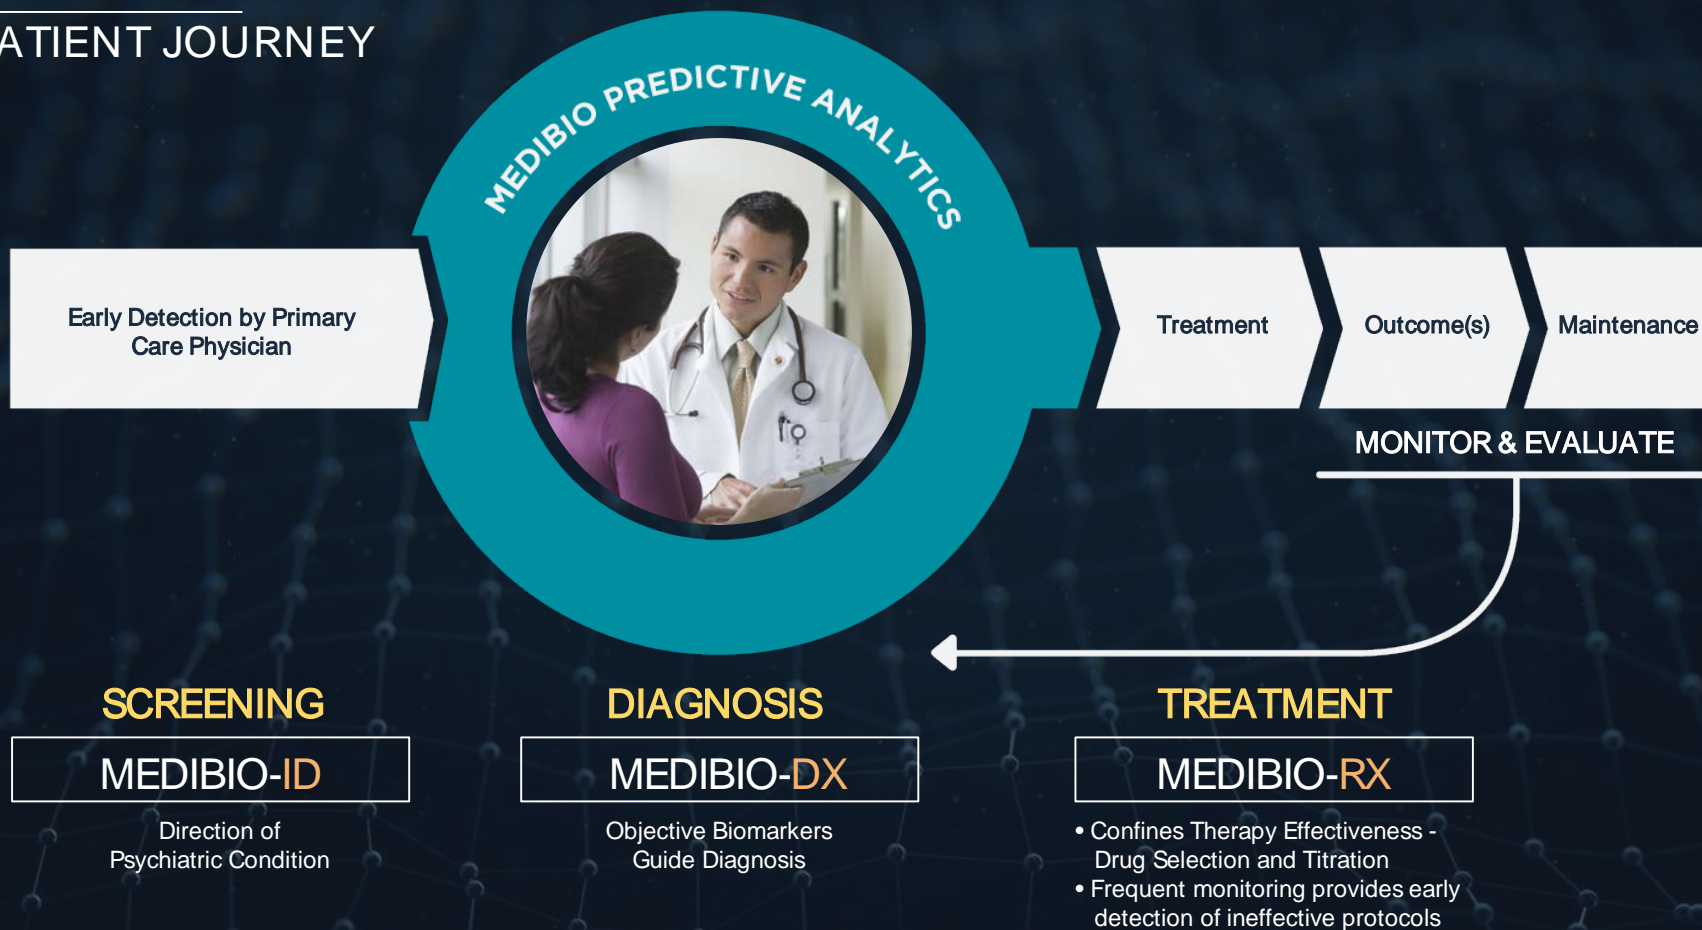 ATIENT JOURNEY
MEDIBIO PREDICTIVE ANALYTICS
Early Detection by Primary
Care Physician
Treatment
Outcome(s)
Maintenance
MONITOR & EVALUATE
SCREENING
MEDIBIO-ID
Direction of
Psychiatric Condition
DIAGNOSIS
MEDIBIO-DX
Objective Biomarkers
Guide Diagnosis
TREATMENT
MEDIBIO-RX
• Confines Therapy Effectiveness -
Drug Selection and Titration
• Frequent monitoring provides early
detection of ineffective protocols